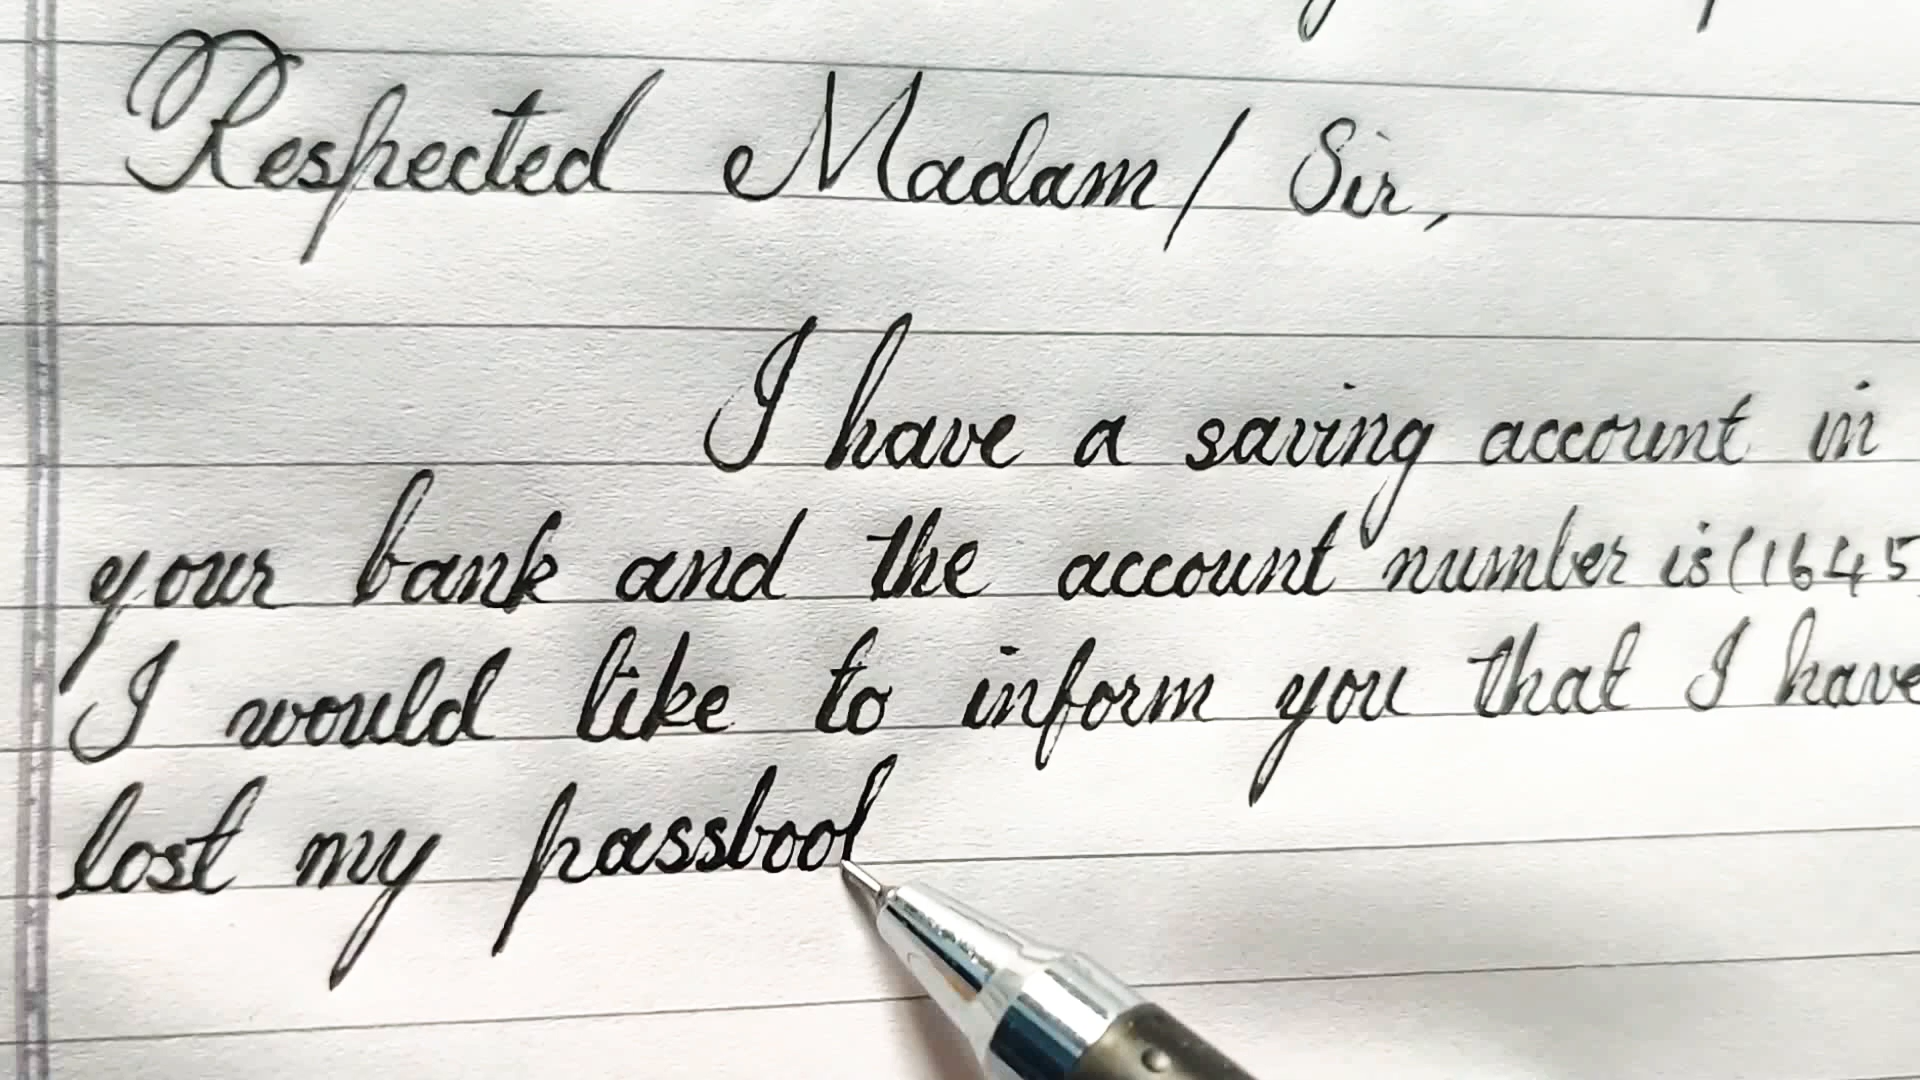 Respected Madam / Sir,
I have a saving account in
your bank and the account number is (1645
I would like to inform you that I have
lost my passbool